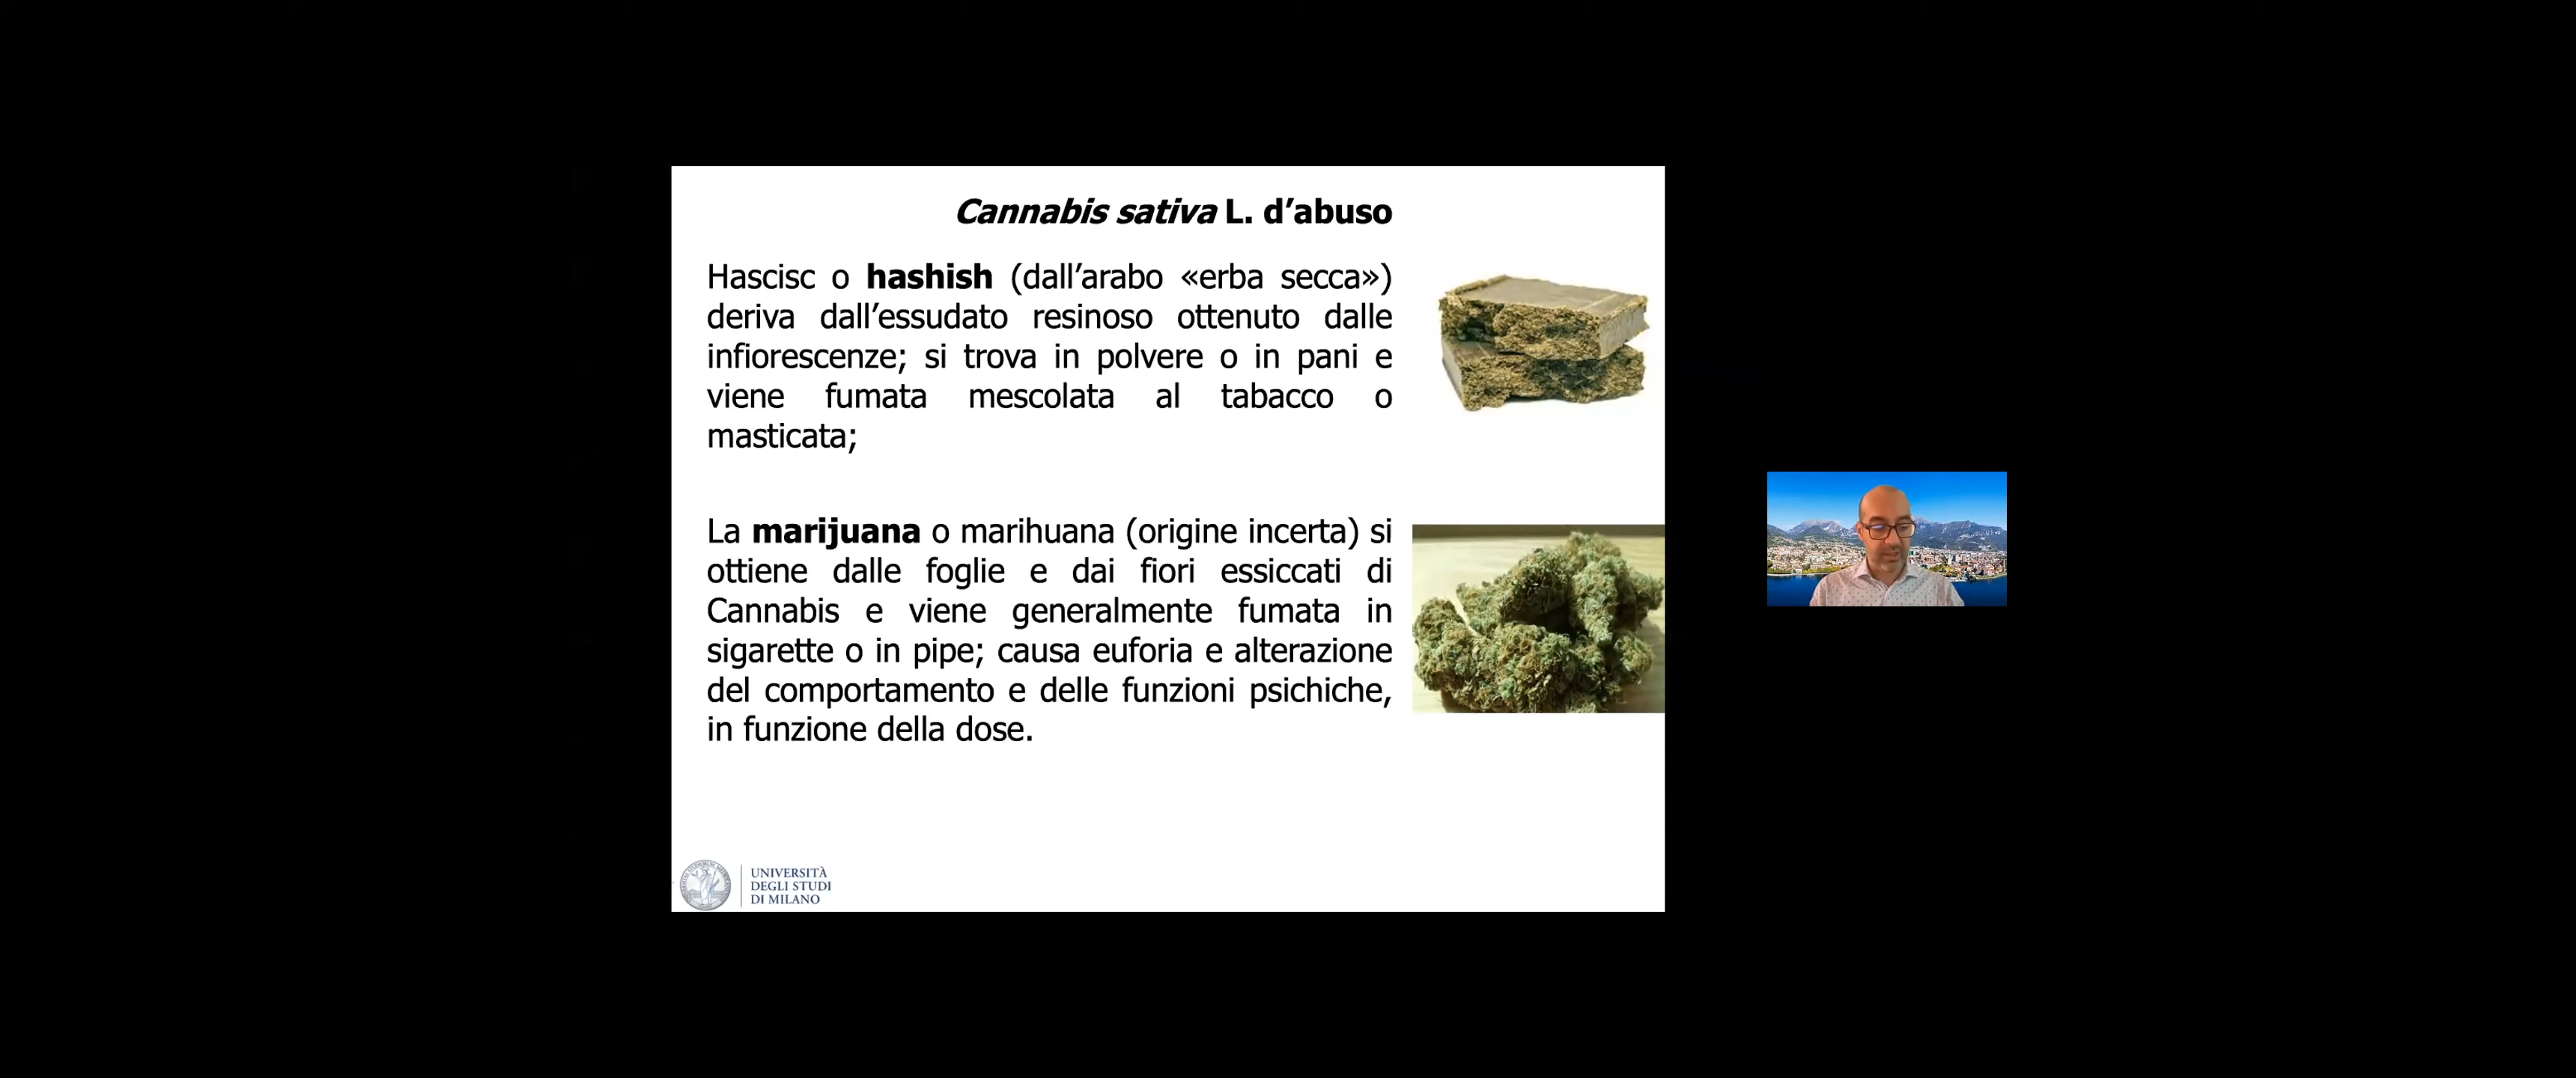 Cannabis sativa L. d’abuso
Hascisc o hashish (dall’arabo «erba secca»)
deriva dall’essudato resinoso ottenuto dalle
infiorescenze; si trova in polvere o in pani e
viene fumata mescolata al tabacco o
masticata;
La marijuana o marihuana (origine incerta) si
ottiene dalle foglie e dai fiori essiccati di
Cannabis e viene generalmente fumata in
sigarette o in pipe; causa euforia e alterazione
del comportamento e delle funzioni psichiche,
in funzione della dose.
UNIVERSITÀ
DEGLI STUDI
DI MILANO